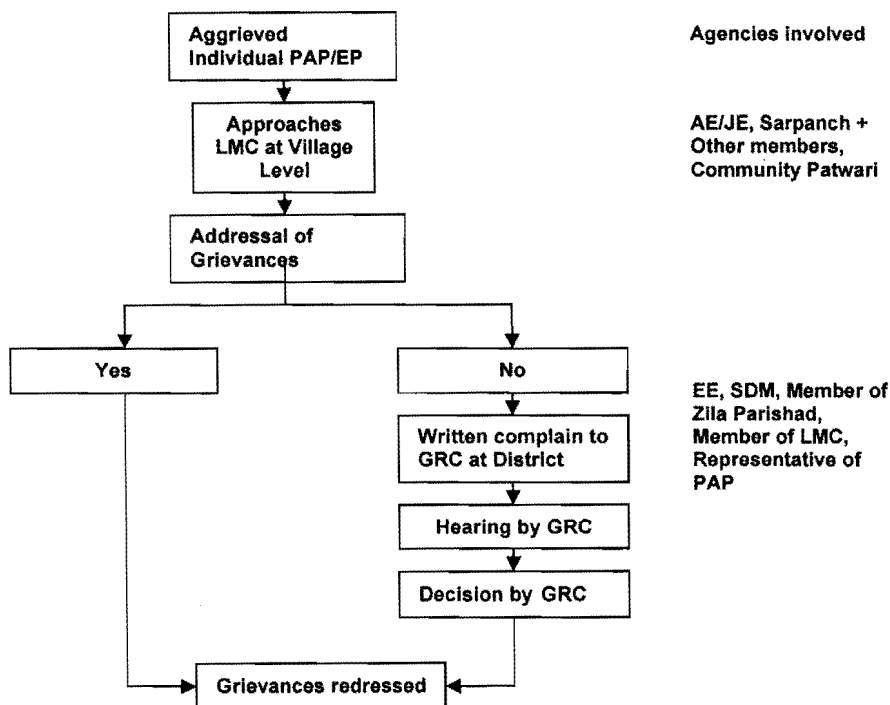 Aggrieved
Individual PAP/EP
Agencies involved
Approaches
LMC at Village
Level
AE/JE, Sarpanch +
Other members,
Community Patwari
Addressal of
Grievances
Yes
No
EE, SDM, Member of
Zila Parishad,
Member of LMC,
Representative of
PAP
Written complain to
GRC at District
Hearing by GRC
Decision by GRC
Grievances redressed